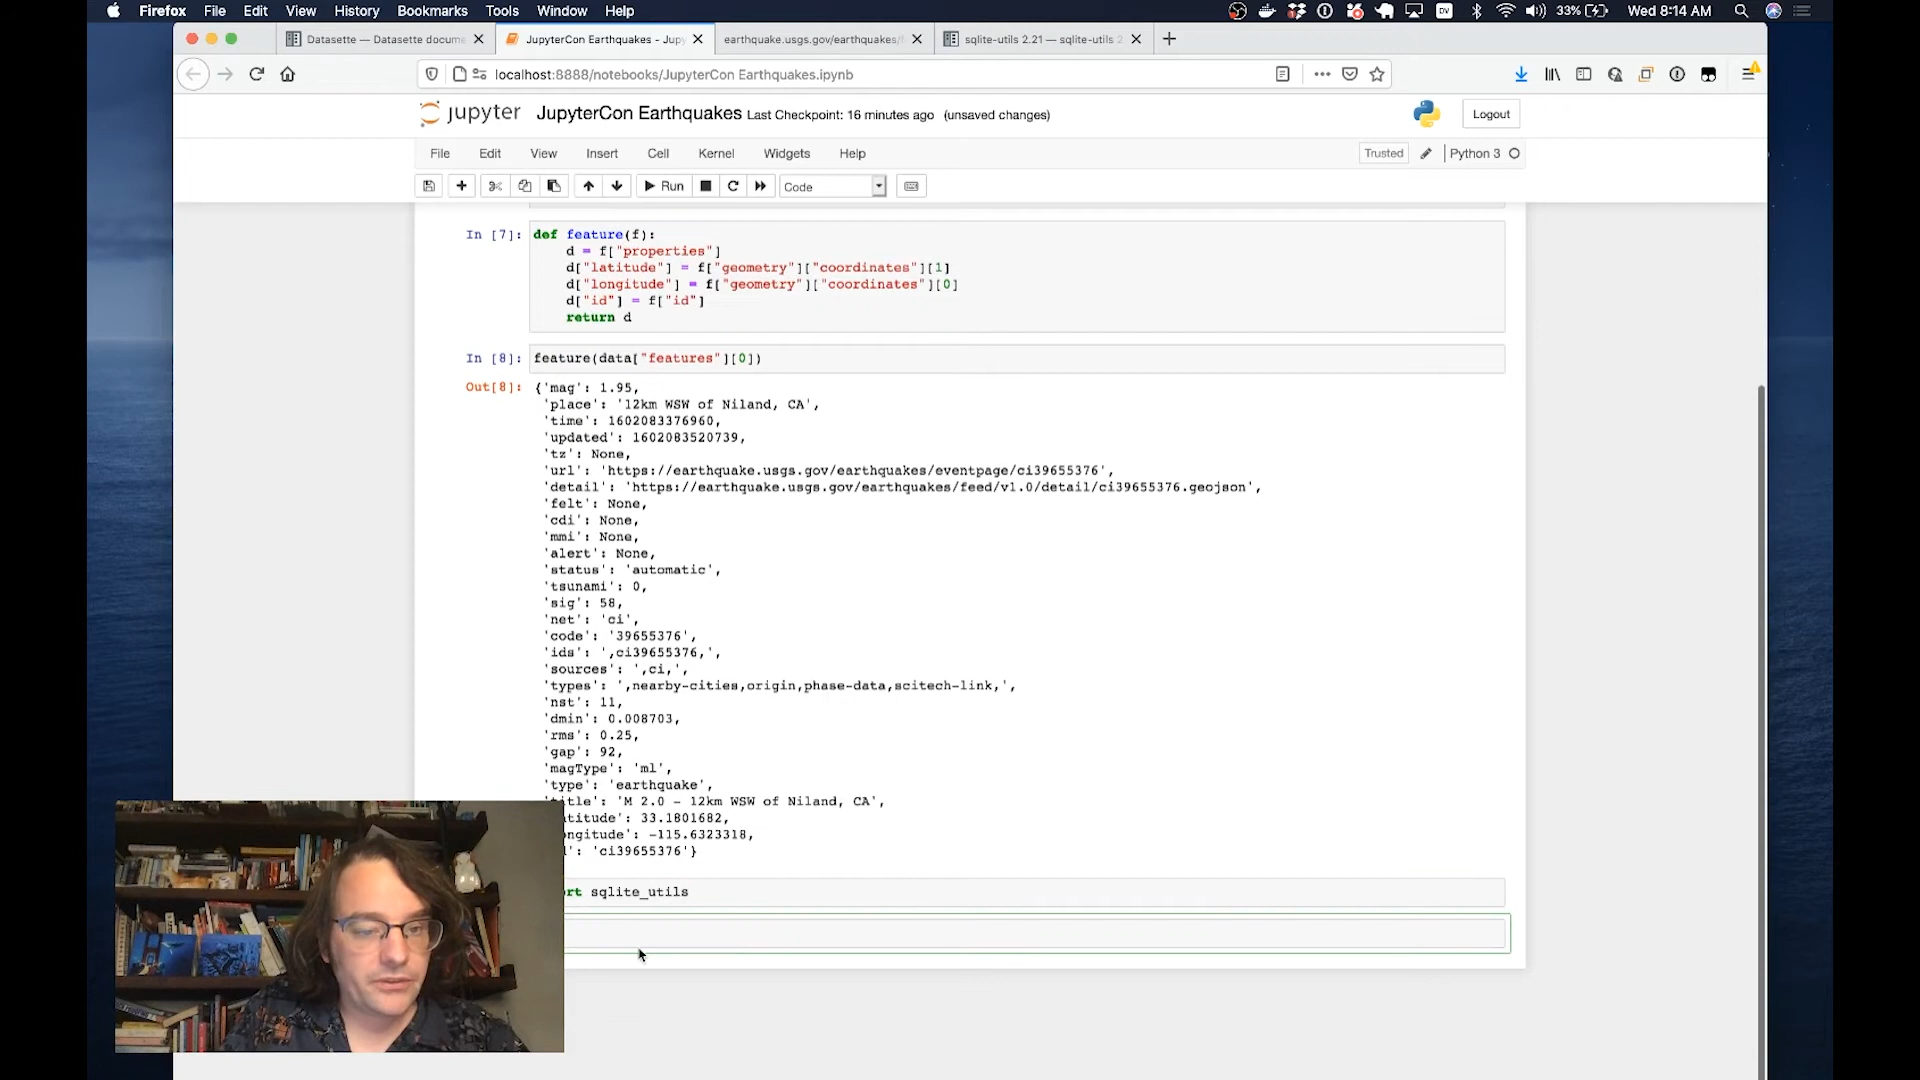 Firefox File Edit View History Bookmarks Tools Window Help 33% Wed 8:14 AM
Datasette — Datasette docume
JupyterCon Earthquakes - Jupy
earthquake.usgs.gov/earthquakes/f
sqlite-utils 2.21 — sqlite-utils 2
localhost:8888/notebooks/JupyterCon Earthquakes.ipynb
jupyter JupyterCon Earthquakes Last Checkpoint: 16 minutes ago (unsaved changes) Logout
File Edit View Insert Cell Kernel Widgets Help Trusted Python 3
Run Code
In [7]: def feature(f):
d = f["properties"]
d["latitude"] = f["geometry"]["coordinates"][1]
d["longitude"] = f["geometry"]["coordinates"][0]
d["id"] = f["id"]
return d
In [8]: feature(data["features"][0])
Out[8]: {'mag': 1.95,
'place': '12km WSW of Niland, CA',
'time': 1602083376960,
'updated': 1602083520739,
'tz': None,
'url': 'https://earthquake.usgs.gov/earthquakes/eventpage/ci39655376',
'detail': 'https://earthquake.usgs.gov/earthquakes/feed/v1.0/detail/ci39655376.geojson',
'felt': None,
'cdi': None,
'mmi': None,
'alert': None,
'status': 'automatic',
'tsunami': 0,
'sig': 58,
'net': 'ci',
'code': '39655376',
'ids': ',ci39655376,',
'sources': ',ci,',
'types': ',nearby-cities,origin,phase-data,scitech-link,',
'nst': 11,
'dmin': 0.008703,
'rms': 0.25,
'gap': 92,
'magType': 'ml',
'type': 'earthquake',
'title': 'M 2.0 - 12km WSW of Niland, CA',
atitude': 33.1801682,
ongitude': -115.6323318,
': 'ci39655376'}
ort sqlite_utils